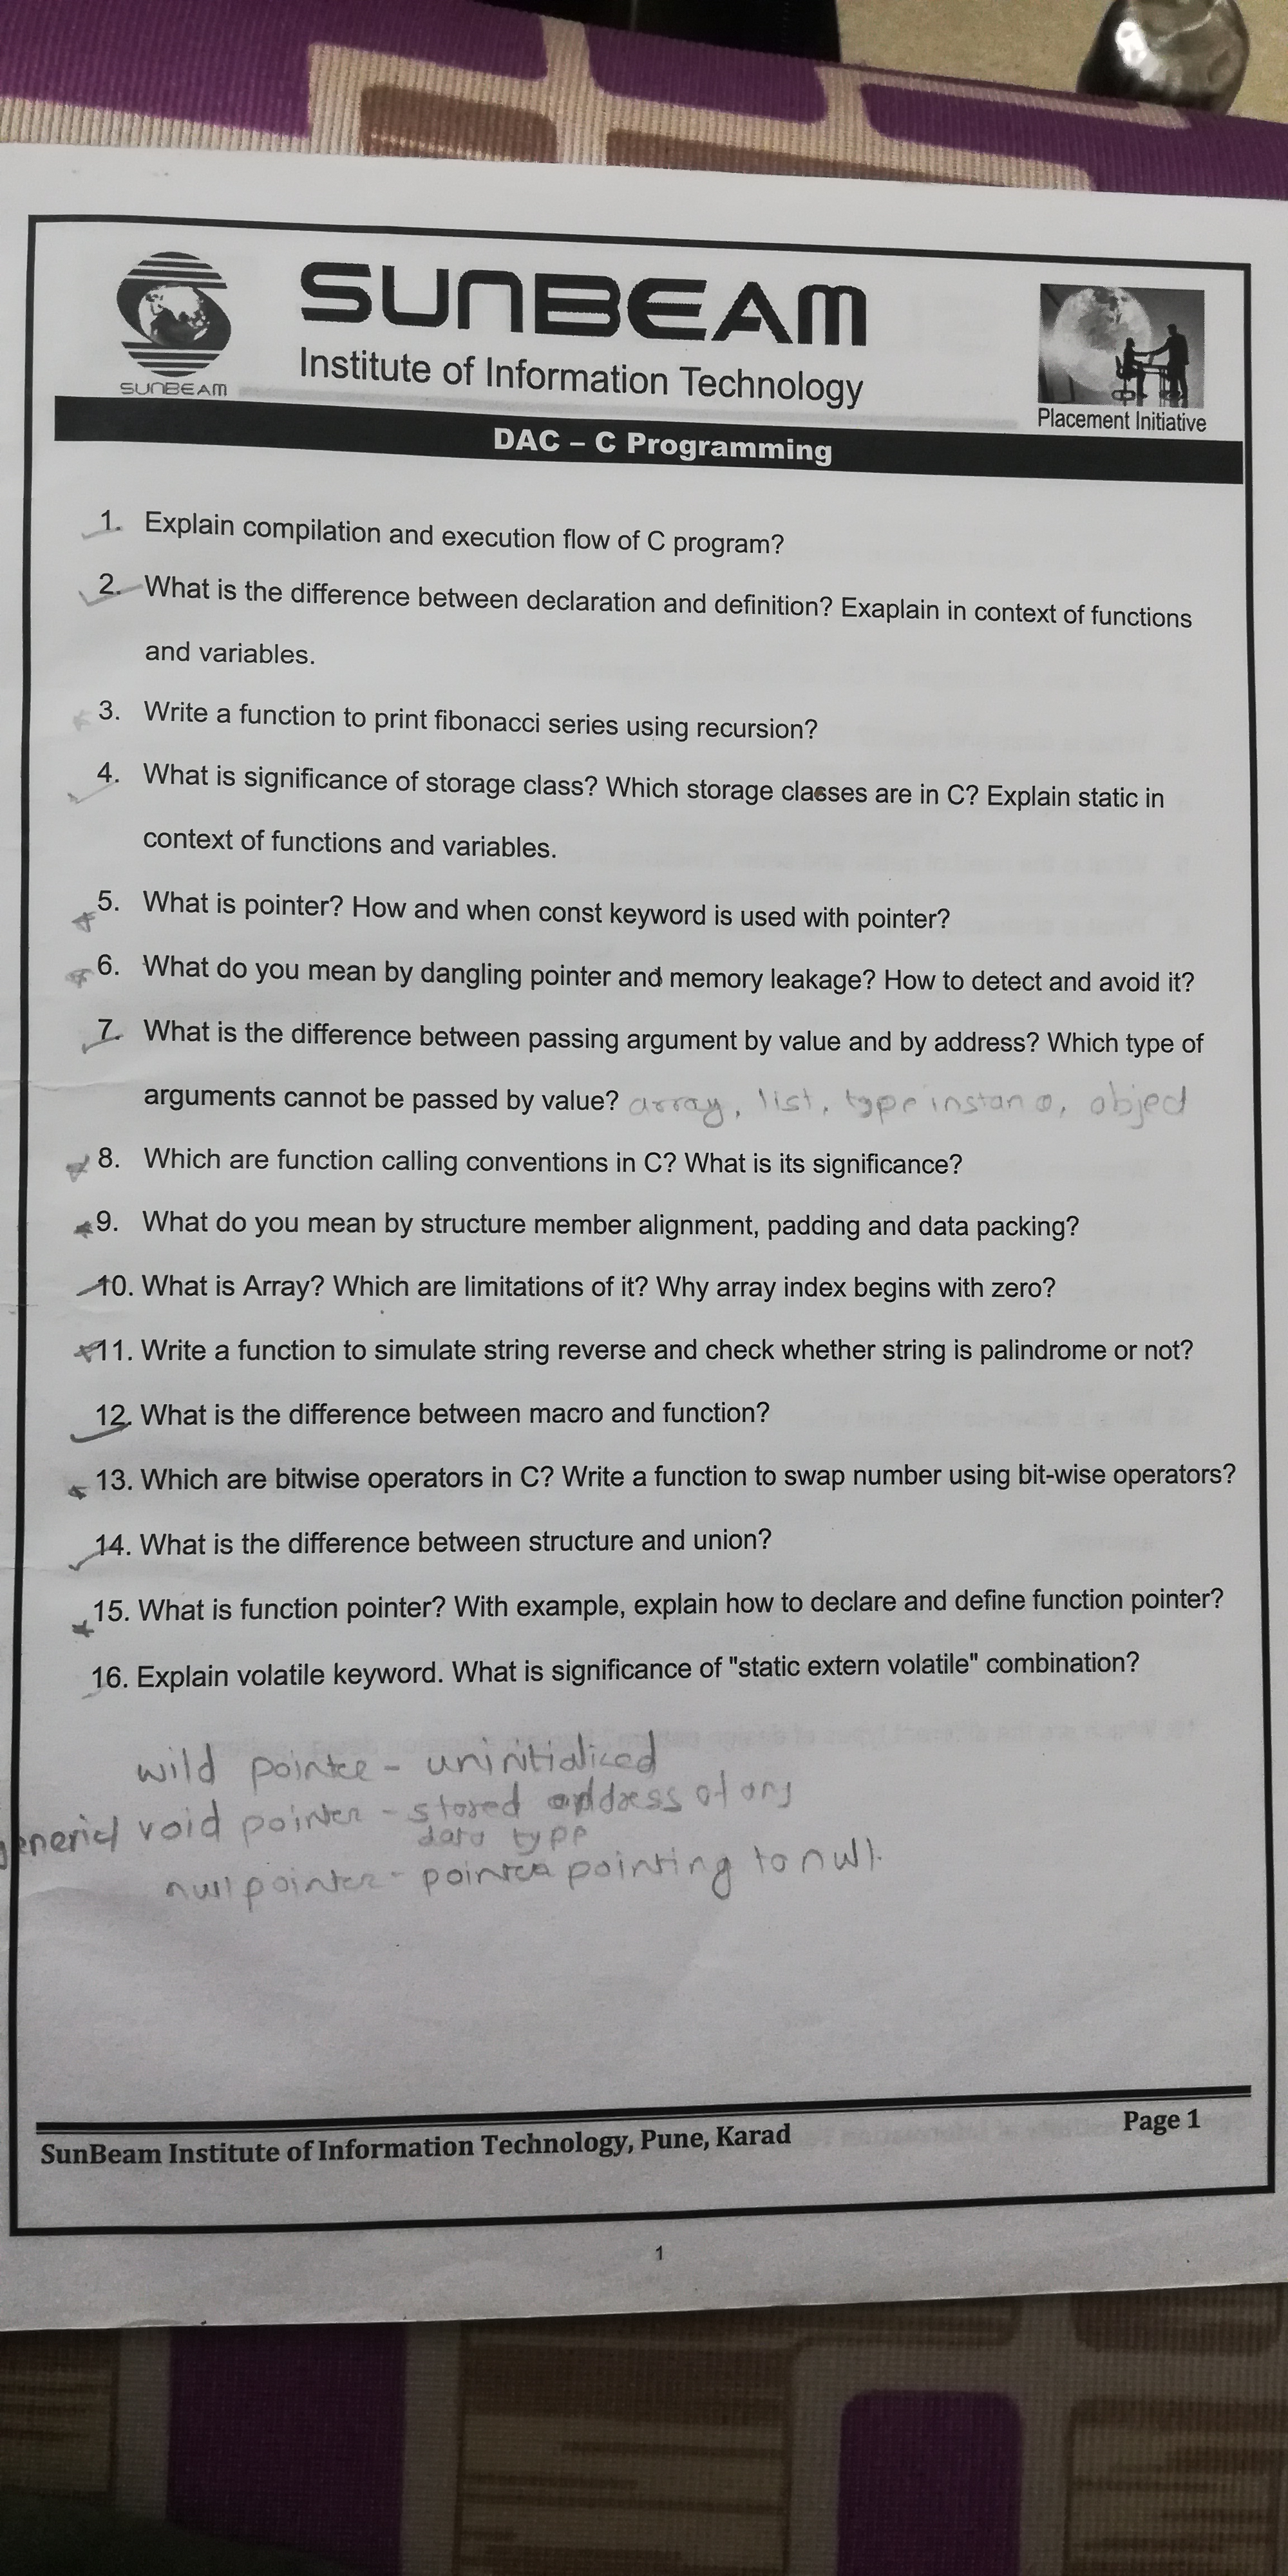 SUNBEAM
SUNBEAM
Institute of Information Technology
Placement Initiative
DAC – C Programming
1. Explain compilation and execution flow of C program?
2. What is the difference between declaration and definition? Exaplain in context of functions
and variables.
3. Write a function to print fibonacci series using recursion?
4. What is significance of storage class? Which storage classes are in C? Explain static in
context of functions and variables.
5. What is pointer? How and when const keyword is used with pointer?
6. What do you mean by dangling pointer and memory leakage? How to detect and avoid it?
7. What is the difference between passing argument by value and by address? Which type of
arguments cannot be passed by value? array, list, type instano, objed
8. Which are function calling conventions in C? What is its significance?
9. What do you mean by structure member alignment, padding and data packing?
10. What is Array? Which are limitations of it? Why array index begins with zero?
11. Write a function to simulate string reverse and check whether string is palindrome or not?
12. What is the difference between macro and function?
13. Which are bitwise operators in C? Write a function to swap number using bit-wise operators?
14. What is the difference between structure and union?
15. What is function pointer? With example, explain how to declare and define function pointer?
16. Explain volatile keyword. What is significance of "static extern volatile" combination?
wild pointer - uninitialized
void pointer - stored address of any
data type
null pointer - pointer pointing to null.
SunBeam Institute of Information Technology, Pune, Karad
Page 1
1